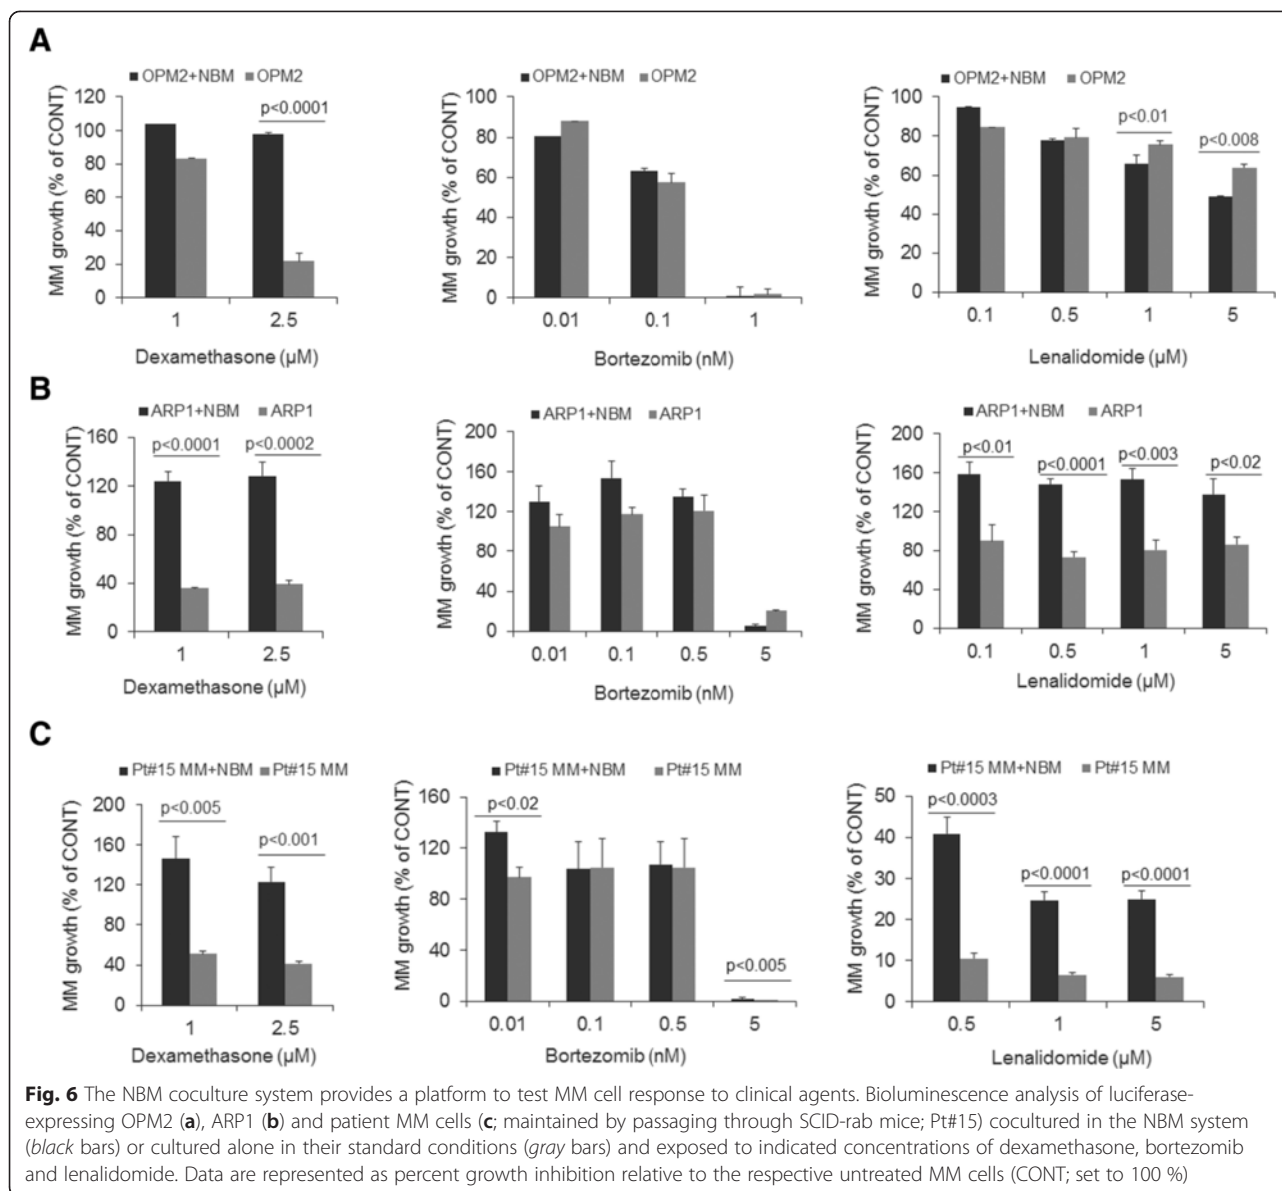 A
OPM2+NBM OPM2
MM growth (% of CONT)
120
100
80
60
40
20
0
p<0.0001
1 2.5
Dexamethasone (µM)
OPM2+NBM OPM2
MM growth (% of CONT)
100
80
60
40
20
0
0.01 0.1 1
Bortezomib (nM)
OPM2+NBM OPM2
MM growth (% of CONT)
100
80
60
40
20
0
p<0.01
p<0.008
0.1 0.5 1 5
Lenalidomide (µM)
B
ARP1+NBM ARP1
MM growth (% of CONT)
160
120
80
40
0
p<0.0001 p<0.0002
1 2.5
Dexamethasone (µM)
ARP1+NBM ARP1
MM growth (% of CONT)
200
160
120
80
40
0
0.01 0.1 0.5 5
Bortezomib (nM)
ARP1+NBM ARP1
MM growth (% of CONT)
200
160
120
80
40
0
p<0.01 p<0.0001 p<0.003 p<0.02
0.1 0.5 1 5
Lenalidomide (µM)
C
Pt#15 MM+NBM Pt#15 MM
MM growth (% of CONT)
200
160
120
80
40
0
p<0.005
p<0.001
1 2.5
Dexamethasone (µM)
Pt#15 MM+NBM Pt#15 MM
MM growth (% of CONT)
160
120
80
40
0
p<0.02
p<0.005
0.01 0.1 0.5 5
Bortezomib (nM)
Pt#15 MM+NBM Pt#15 MM
MM growth (% of CONT)
50
40
30
20
10
0
p<0.0003
p<0.0001 p<0.0001
0.5 1 5
Lenalidomide (µM)
Fig. 6 The NBM coculture system provides a platform to test MM cell response to clinical agents. Bioluminescence analysis of luciferase-
expressing OPM2 (a), ARP1 (b) and patient MM cells (c; maintained by passaging through SCID-rab mice; Pt#15) cocultured in the NBM system
(black bars) or cultured alone in their standard conditions (gray bars) and exposed to indicated concentrations of dexamethasone, bortezomib
and lenalidomide. Data are represented as percent growth inhibition relative to the respective untreated MM cells (CONT; set to 100 %)